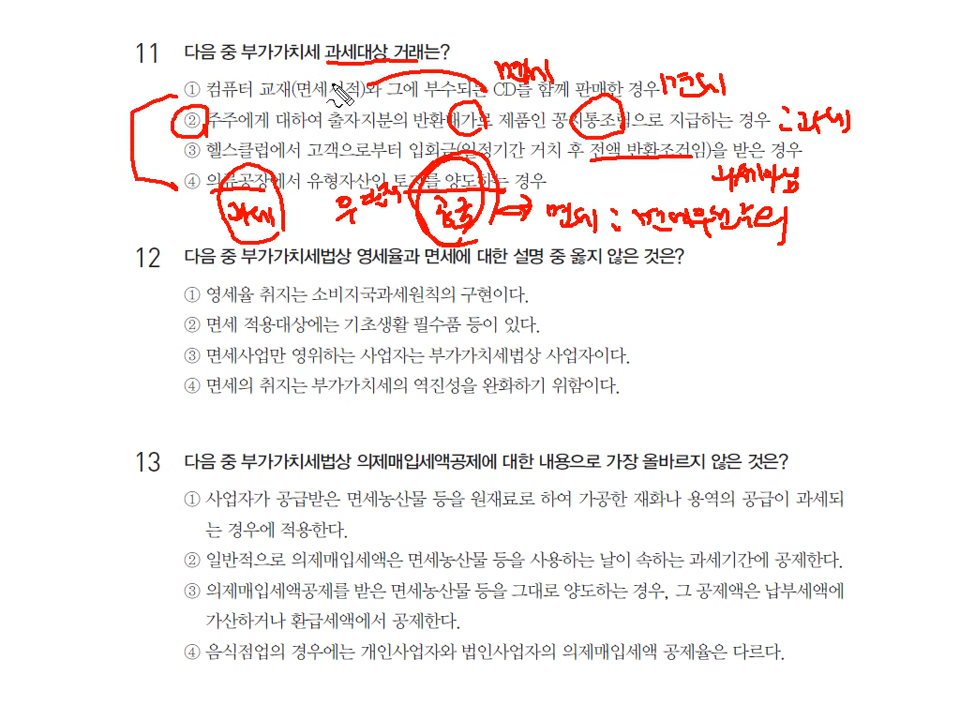 11 다음 중 부가가치세 과세대상 거래는?
면세
① 컴퓨터 교재(면세서적)와 그에 부수되는 CD를 함께 판매한 경우 면세
② 주주에게 대하여 출자지분의 반환대가로 제품인 꽃지통조림으로 지급하는 경우 : 과세
③ 헬스클럽에서 고객으로부터 입회금(일정기간 거치 후 전액 반환조건임)을 받은 경우
과세아님
④ 의류공장에서 유형자산인 토지를 양도하는 경우
과세 공급 ⇒ 면세 : 면세우선주의
12 다음 중 부가가치세법상 영세율과 면세에 대한 설명 중 옳지 않은 것은?
① 영세율 취지는 소비지국과세원칙의 구현이다.
② 면세 적용대상에는 기초생활 필수품 등이 있다.
③ 면세사업만 영위하는 사업자는 부가가치세법상 사업자이다.
④ 면세의 취지는 부가가치세의 역진성을 완화하기 위함이다.
13 다음 중 부가가치세법상 의제매입세액공제에 대한 내용으로 가장 올바르지 않은 것은?
① 사업자가 공급받은 면세농산물 등을 원재료로 하여 가공한 재화나 용역의 공급이 과세되
는 경우에 적용한다.
② 일반적으로 의제매입세액은 면세농산물 등을 사용하는 날이 속하는 과세기간에 공제한다.
③ 의제매입세액공제를 받은 면세농산물 등을 그대로 양도하는 경우, 그 공제액은 납부세액에
가산하거나 환급세액에서 공제한다.
④ 음식점업의 경우에는 개인사업자와 법인사업자의 의제매입세액 공제율은 다르다.